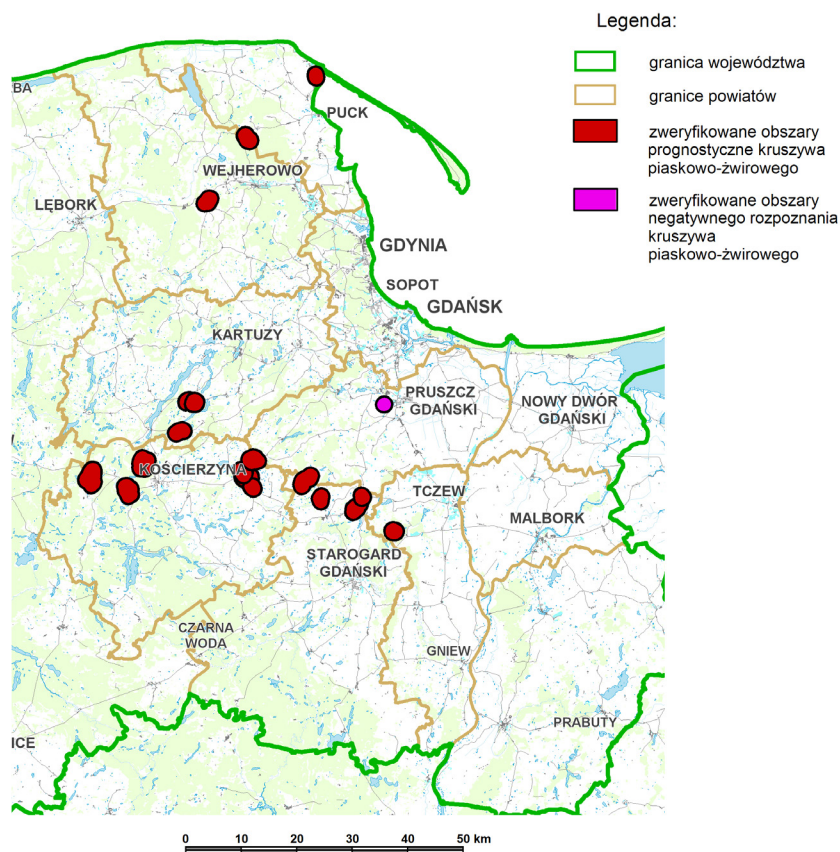 Legenda:
granica województwa
granice powiatów
zweryfikowane obszary
prognostyczne kruszywa
piaskowo-żwirowego
zweryfikowane obszary
negatywnego rozpoznania
kruszywa
piaskowo-żwirowego
BA
PUCK
WEJHEROWO
LĘBORK
GDYNIA
SOPOT
GDAŃSK
KARTUZY
PRUSZCZ
GDAŃSKI
NOWY DWÓR
GDAŃSKI
KOŚCIERZYNA
TCZEW
MALBORK
STAROGARD
GDAŃSKI
CZARNA
WODA
GNIEW
PRABUTY
ICE
0 10 20 30 40 50 km